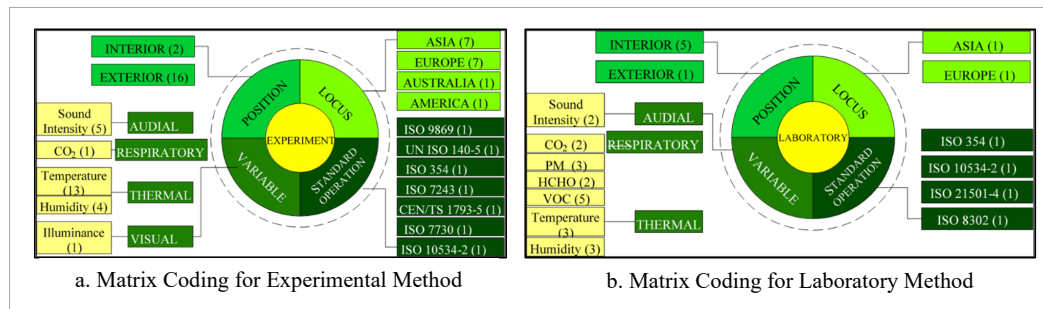 INTERIOR (2)
EXTERIOR (16)
Sound
Intensity (5)
AUDIAL
CO₂ (1)
RESPIRATORY
Temperature
(13)
Humidity (4)
THERMAL
Illuminance
(1)
VISUAL
POSITION
LOCUS
EXPERIMENT
VARIABLE
STANDARD
OPERATION
ASIA (7)
EUROPE (7)
AUSTRALIA (1)
AMERICA (1)
ISO 9869 (1)
UN ISO 140-5 (1)
ISO 354 (1)
ISO 7243 (1)
CEN/TS 1793-5 (1)
ISO 7730 (1)
ISO 10534-2 (1)
a. Matrix Coding for Experimental Method
INTERIOR (5)
EXTERIOR (1)
Sound
Intensity (2)
AUDIAL
CO₂ (2)
RESPIRATORY
PM (3)
HCHO (2)
VOC (5)
Temperature
(3)
Humidity (3)
THERMAL
POSITION
LOCUS
LABORATORY
VARIABLE
STANDARD
OPERATION
ASIA (1)
EUROPE (1)
ISO 354 (1)
ISO 10534-2 (1)
ISO 21501-4 (1)
ISO 8302 (1)
b. Matrix Coding for Laboratory Method